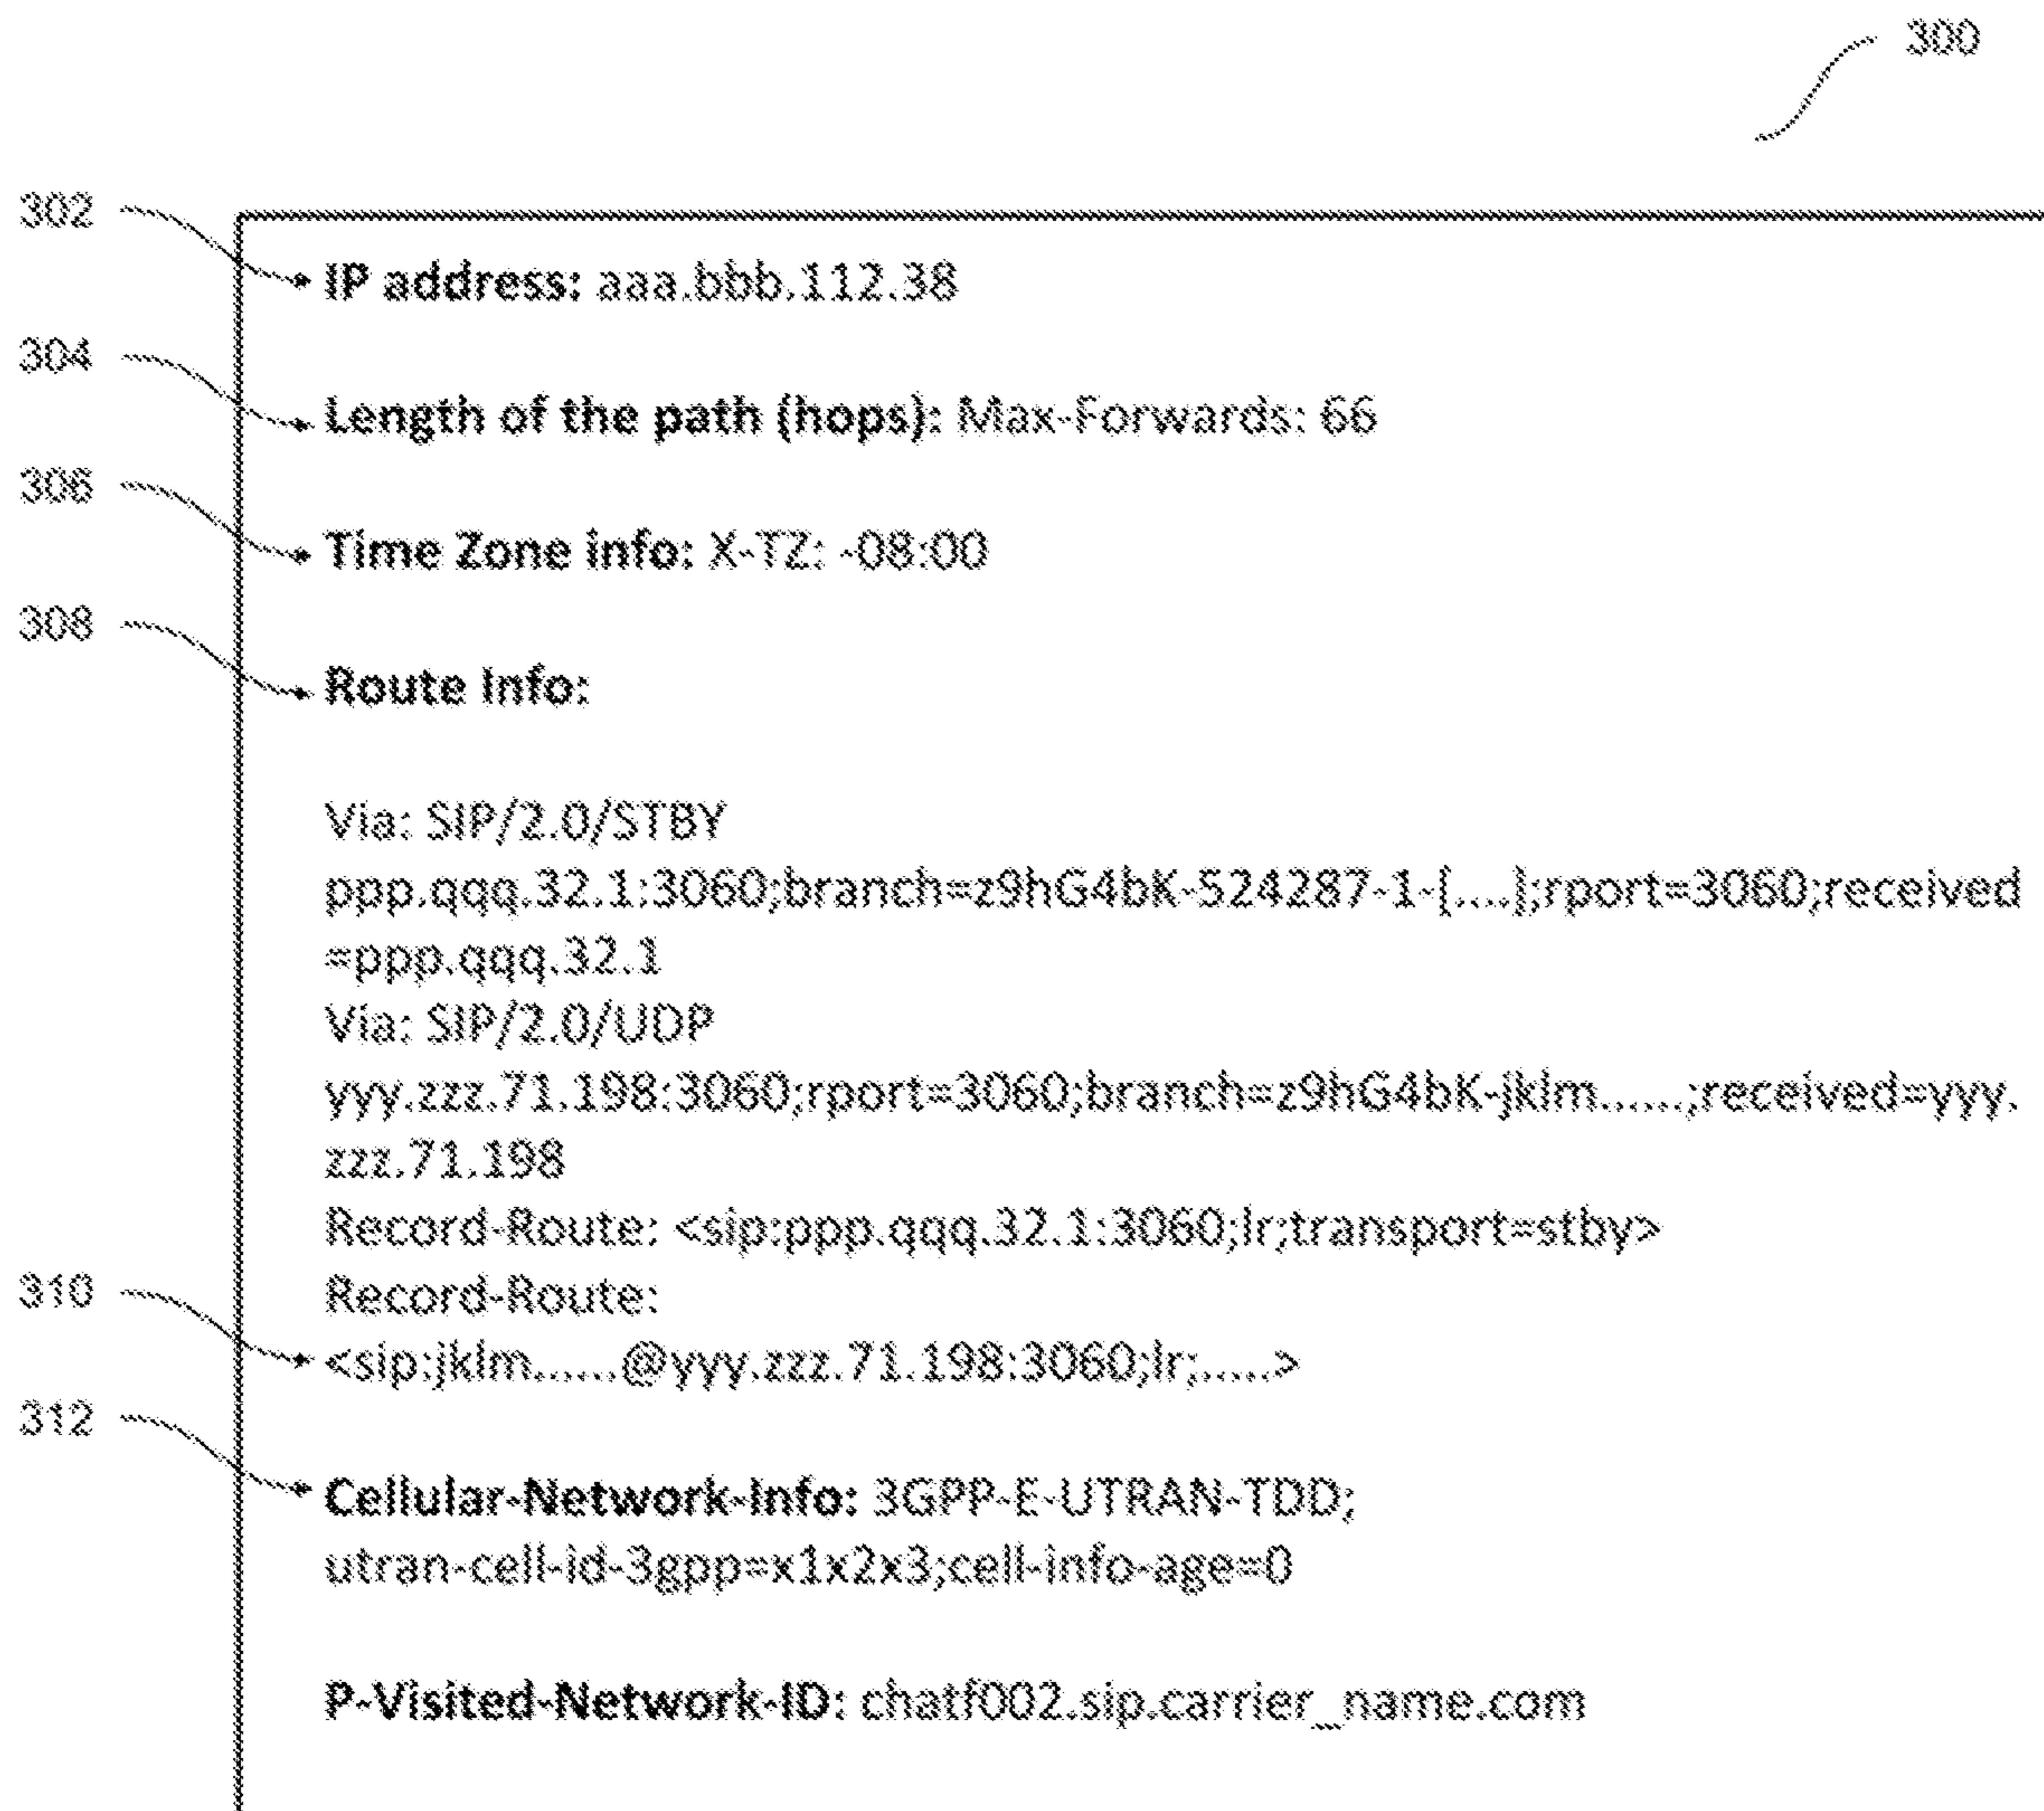 300
302
IP address: aaa.bbb.112.38
304
Length of the path (hops): Max-Forwards: 66
306
Time Zone info: X-TZ: -08:00
308
Route Info:
Via: SIP/2.0/STBY
ppp.qqq.32.1:3060;branch=z9hG4bK-524287-1-[....];rport=3060;received
=ppp.qqq.32.1
Via: SIP/2.0/UDP
yyy.zzz.71.198:3060;rport=3060;branch=z9hG4bK-jklm......;received=yyy.
zzz.71.198
Record-Route: <sip:ppp.qqq.32.1:3060;lr;transport=stby>
310
Record-Route:
<sip:jklm......@yyy.zzz.71.198:3060;lr;.....>
312
Cellular-Network-Info: 3GPP-E-UTRAN-TDD;
utran-cell-id-3gpp=x1x2x3;cell-info-age=0
P-Visited-Network-ID: chatf002.sip.carrier_name.com